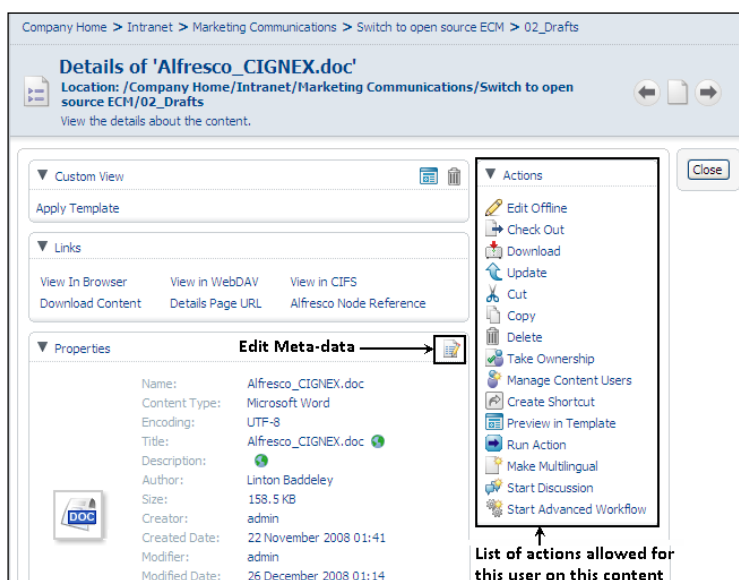 Company Home > Intranet > Marketing Communications > Switch to open source ECM > 02_Drafts
Details of 'Alfresco_CIGNEX.doc'
Location: /Company Home/Intranet/Marketing Communications/Switch to open
source ECM/02_Drafts
View the details about the content.
Close
Custom View
Apply Template
Links
View In Browser View in WebDAV View in CIFS
Download Content Details Page URL Alfresco Node Reference
Properties
Edit Meta-data
Name: Alfresco_CIGNEX.doc
Content Type: Microsoft Word
Encoding: UTF-8
Title: Alfresco_CIGNEX.doc
Description:
Author: Linton Baddeley
Size: 158.5 KB
Creator: admin
Created Date: 22 November 2008 01:41
Modifier: admin
Modified Date: 26 December 2008 01:14
DOC
Actions
Edit Offline
Check Out
Download
Update
Cut
Copy
Delete
Take Ownership
Manage Content Users
Create Shortcut
Preview in Template
Run Action
Make Multilingual
Start Discussion
Start Advanced Workflow
List of actions allowed for
this user on this content